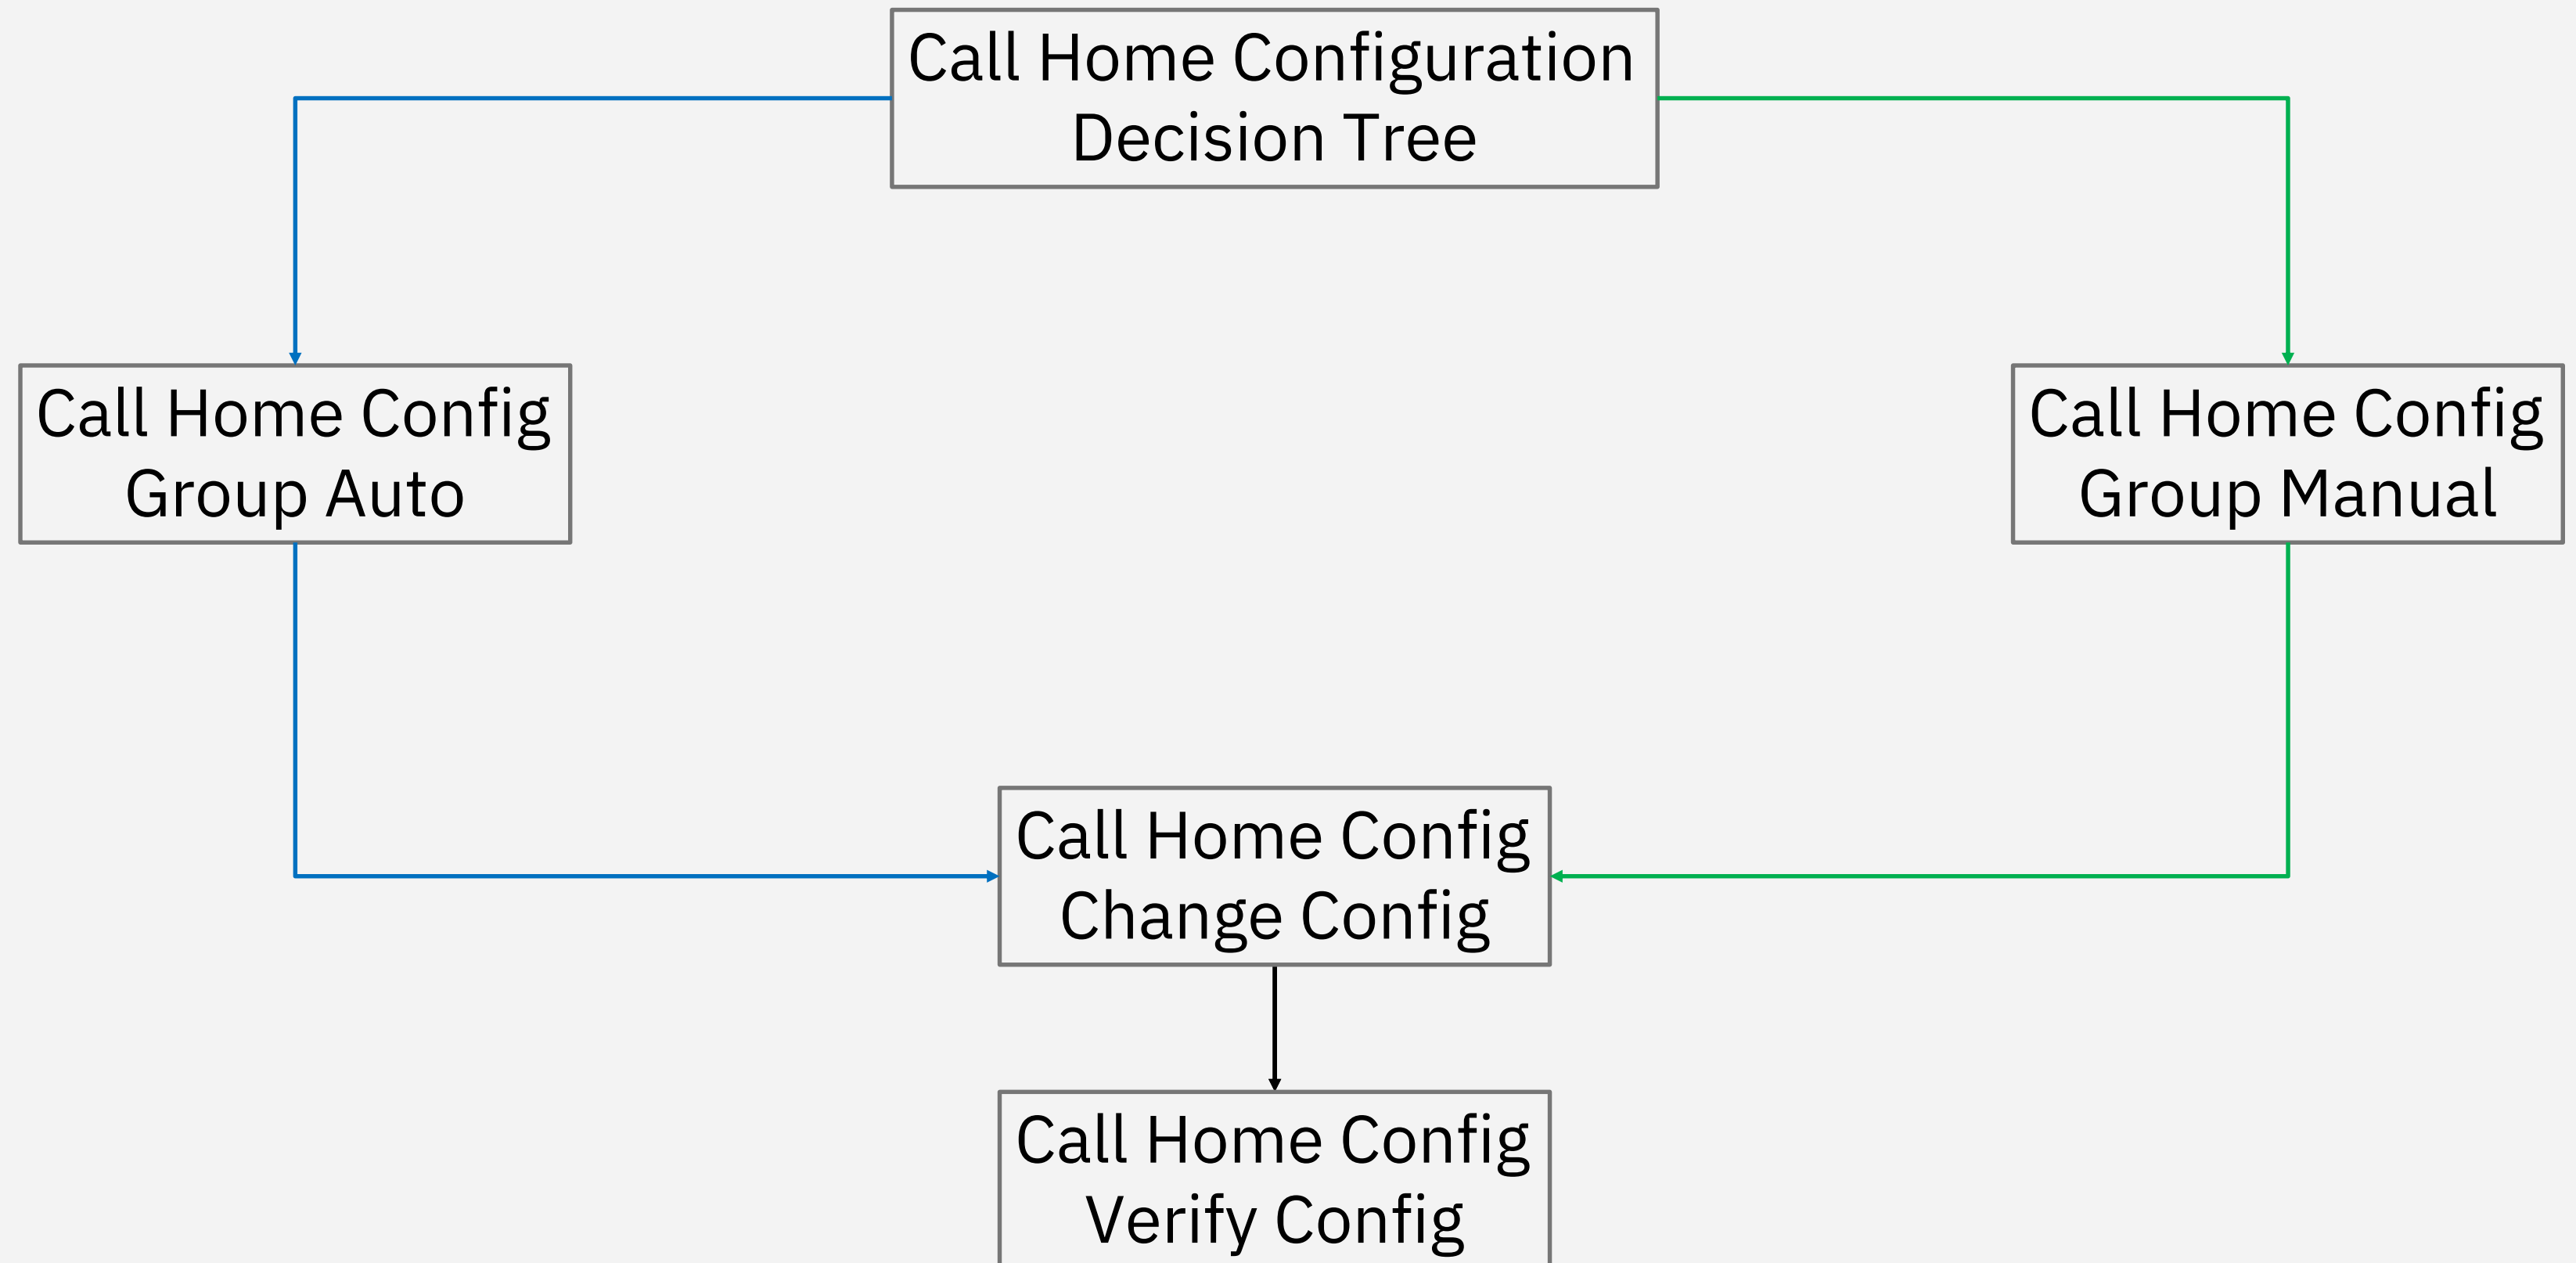 Call Home Configuration
Decision Tree
Call Home Config
Group Auto
Call Home Config
Group Manual
Call Home Config
Change Config
Call Home Config
Verify Config